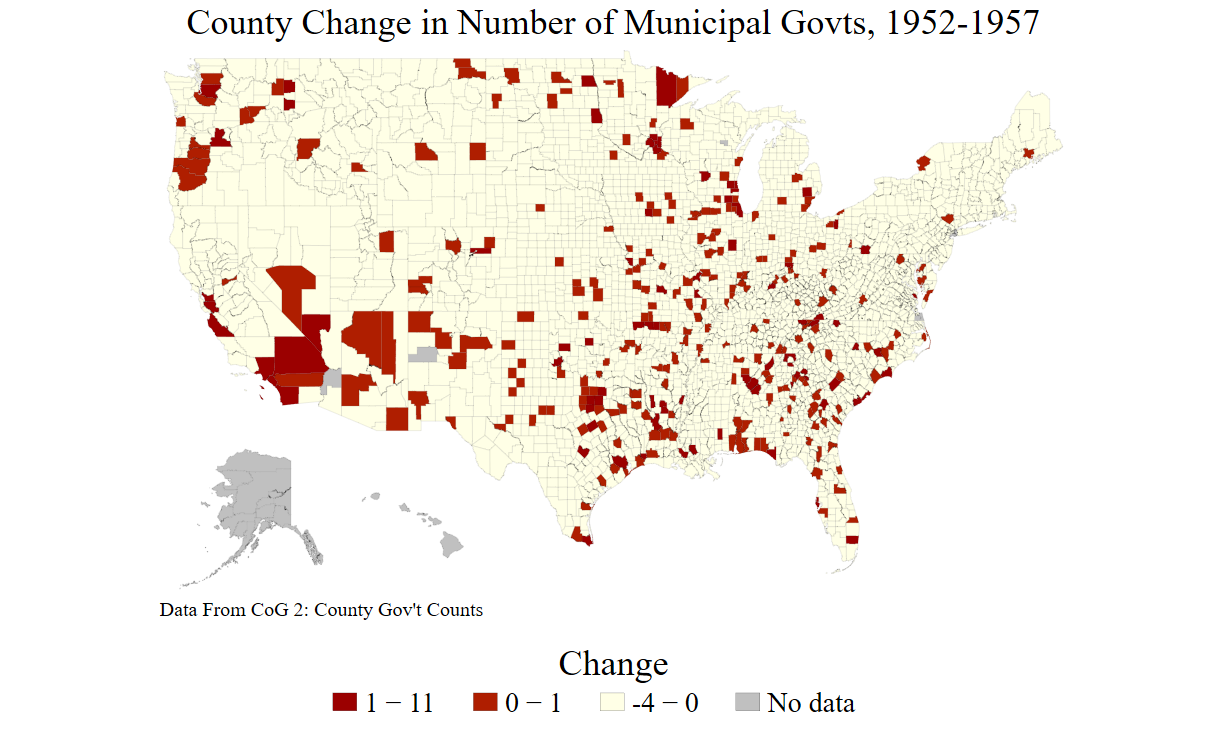 County Change in Number of Municipal Govts, 1952-1957
Data From CoG 2: County Gov't Counts
Change
1 − 11
0 − 1
-4 − 0
No data